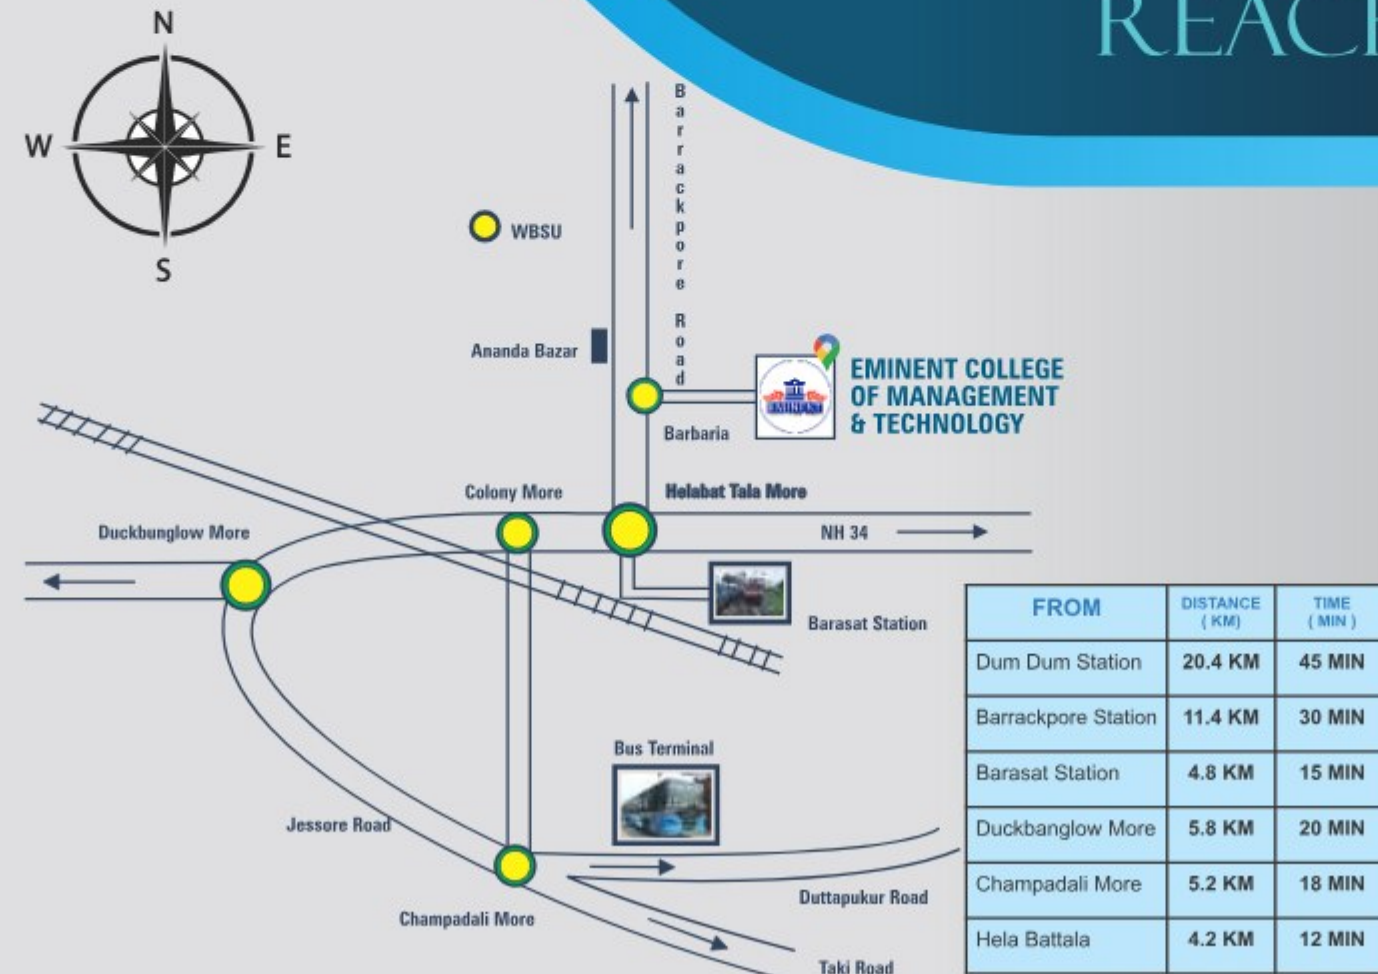 REACH
N
W
E
S
Barrackpore Road
WBSU
Ananda Bazar
EMINENT COLLEGE
OF MANAGEMENT
& TECHNOLOGY
EMINENT
Barbaria
Colony More
Helabat Tala More
Duckbunglow More
NH 34
Barasat Station
Bus Terminal
Jessore Road
Duttapukur Road
Champadali More
Taki Road
FROM DISTANCE ( KM) TIME ( MIN )
Dum Dum Station 20.4 KM 45 MIN
Barrackpore Station 11.4 KM 30 MIN
Barasat Station 4.8 KM 15 MIN
Duckbanglow More 5.8 KM 20 MIN
Champadali More 5.2 KM 18 MIN
Hela Battala 4.2 KM 12 MIN